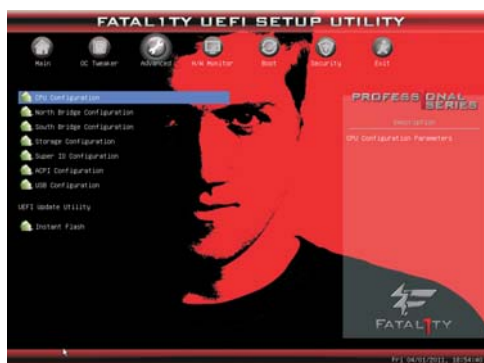 FATAL1TY UEFI SETUP UTILITY
Main
OC Tweaker
Advanced
H/W Monitor
Boot
Security
Exit
CPU Configuration
North Bridge Configuration
South Bridge Configuration
Storage Configuration
Super IO Configuration
ACPI Configuration
USB Configuration
UEFI Update Utility
Instant Flash
PROFESSIONAL
SERIES
Description
CPU Configuration Parameters
FATAL1TY
Fri 04/01/2011, 18:54:40